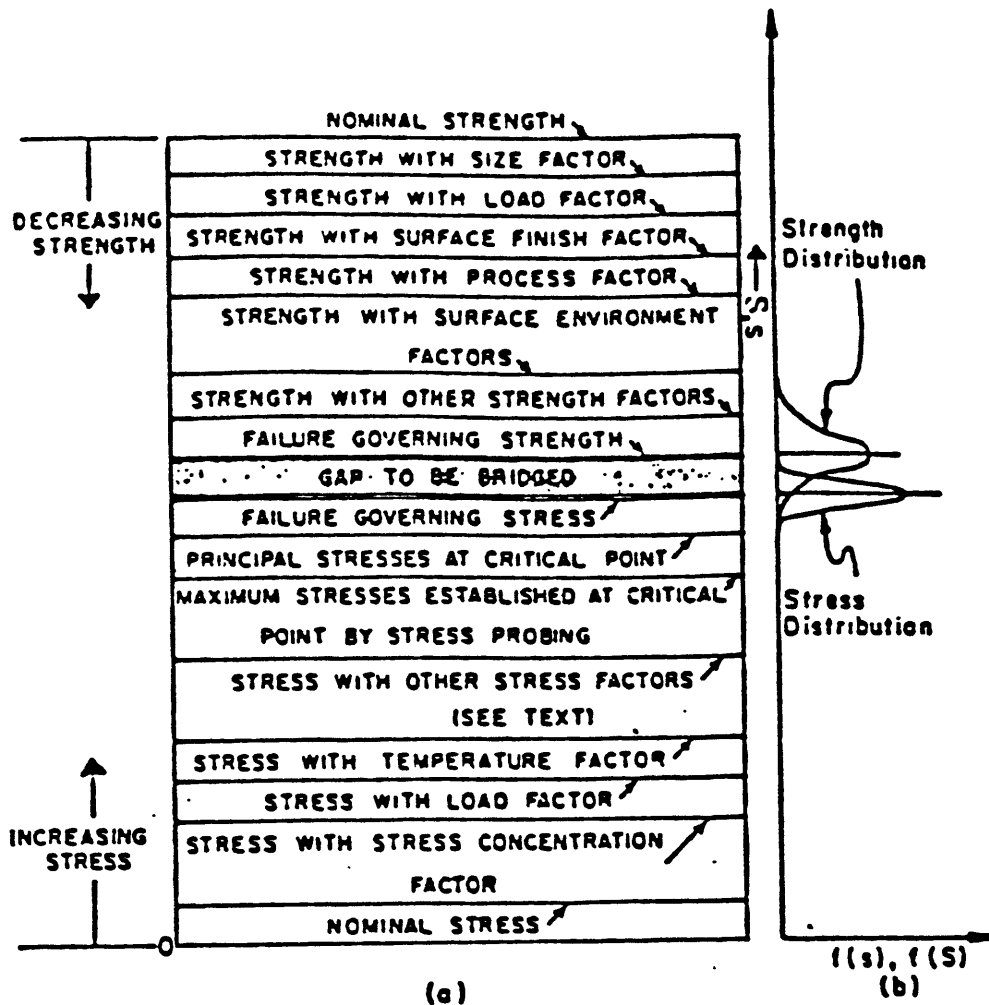 NOMINAL STRENGTH
STRENGTH WITH SIZE FACTOR
STRENGTH WITH LOAD FACTOR
STRENGTH WITH SURFACE FINISH FACTOR
STRENGTH WITH PROCESS FACTOR
STRENGTH WITH SURFACE ENVIRONMENT
FACTORS
STRENGTH WITH OTHER STRENGTH FACTORS
FAILURE GOVERNING STRENGTH
GAP TO BE BRIDGED
FAILURE GOVERNING STRESS
PRINCIPAL STRESSES AT CRITICAL POINT
MAXIMUM STRESSES ESTABLISHED AT CRITICAL
POINT BY STRESS PROBING
STRESS WITH OTHER STRESS FACTORS
(SEE TEXT)
STRESS WITH TEMPERATURE FACTOR
STRESS WITH LOAD FACTOR
STRESS WITH STRESS CONCENTRATION
FACTOR
NOMINAL STRESS
DECREASING
STRENGTH
INCREASING
STRESS
0
(a)
s,S
Strength
Distribution
Stress
Distribution
f(s), f(S)
(b)